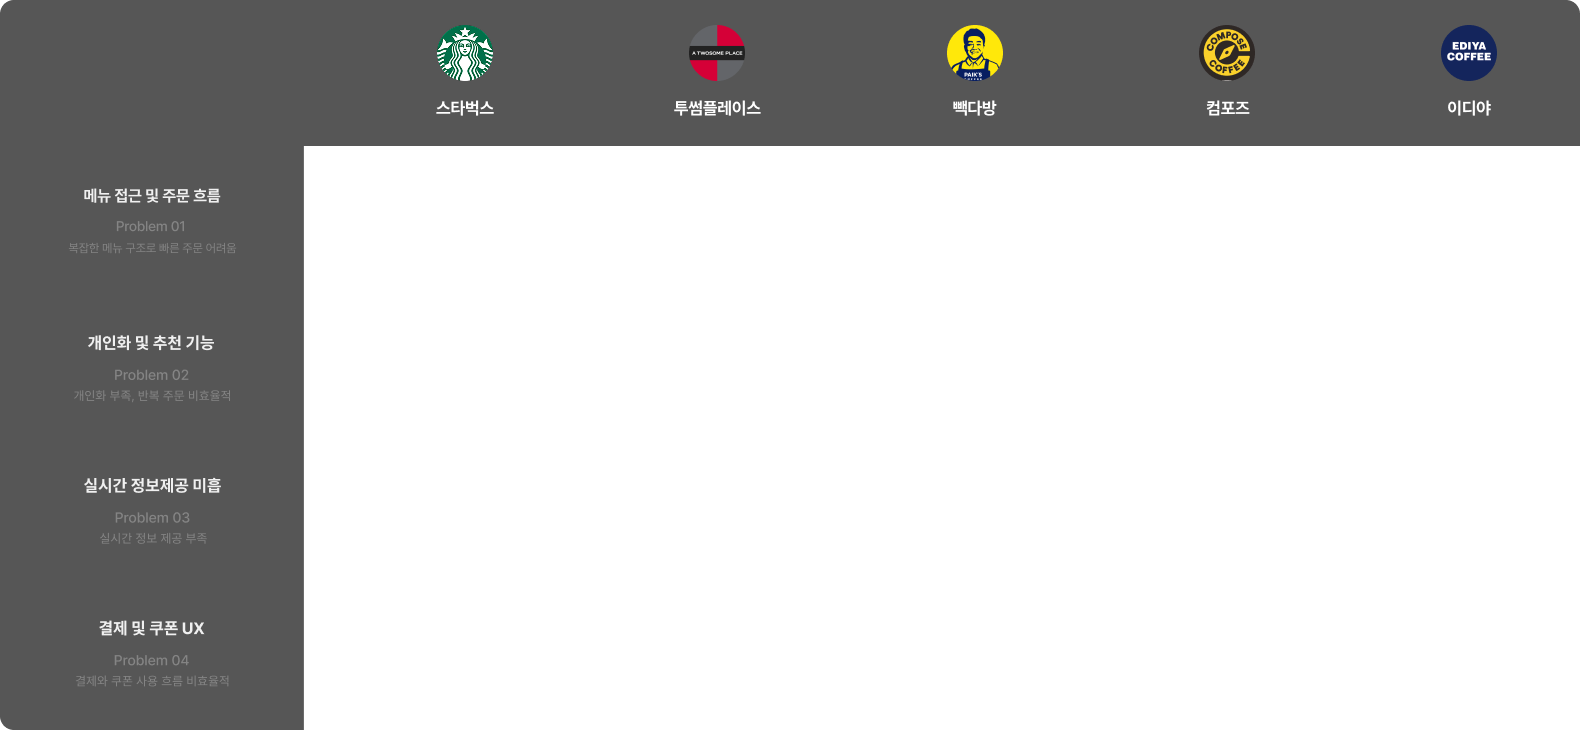 A TWOSOME PLACE
PAIK'S
COFFEE
COMPOSE
COFFEE
EDIYA
COFFEE
스타벅스
투썸플레이스
빽다방
컴포즈
이디야
메뉴 접근 및 주문 흐름
Problem 01
복잡한 메뉴 구조로 빠른 주문 어려움
개인화 및 추천 기능
Problem 02
개인화 부족, 반복 주문 비효율적
실시간 정보제공 미흡
Problem 03
실시간 정보 제공 부족
결제 및 쿠폰 UX
Problem 04
결제와 쿠폰 사용 흐름 비효율적